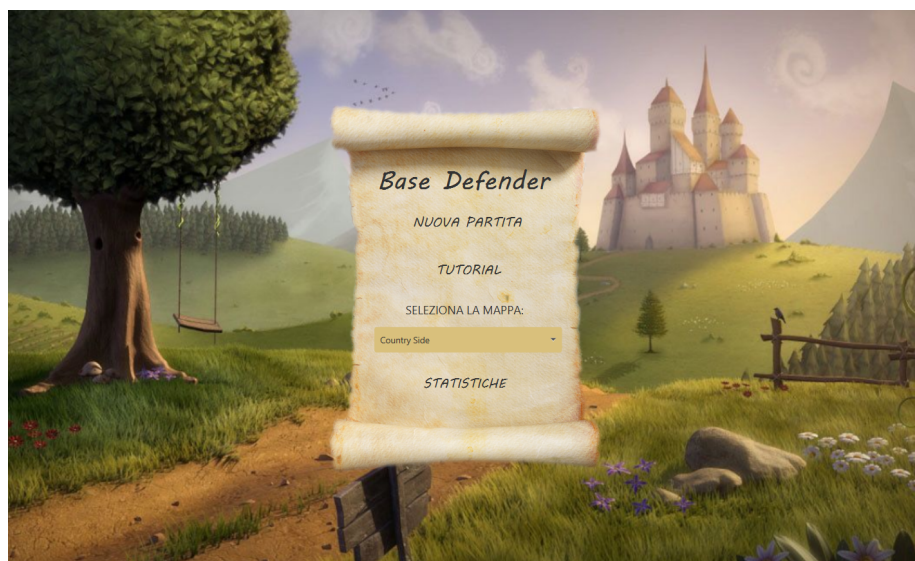 Base Defender
NUOVA PARTITA
TUTORIAL
SELEZIONA LA MAPPA:
Country Side
STATISTICHE